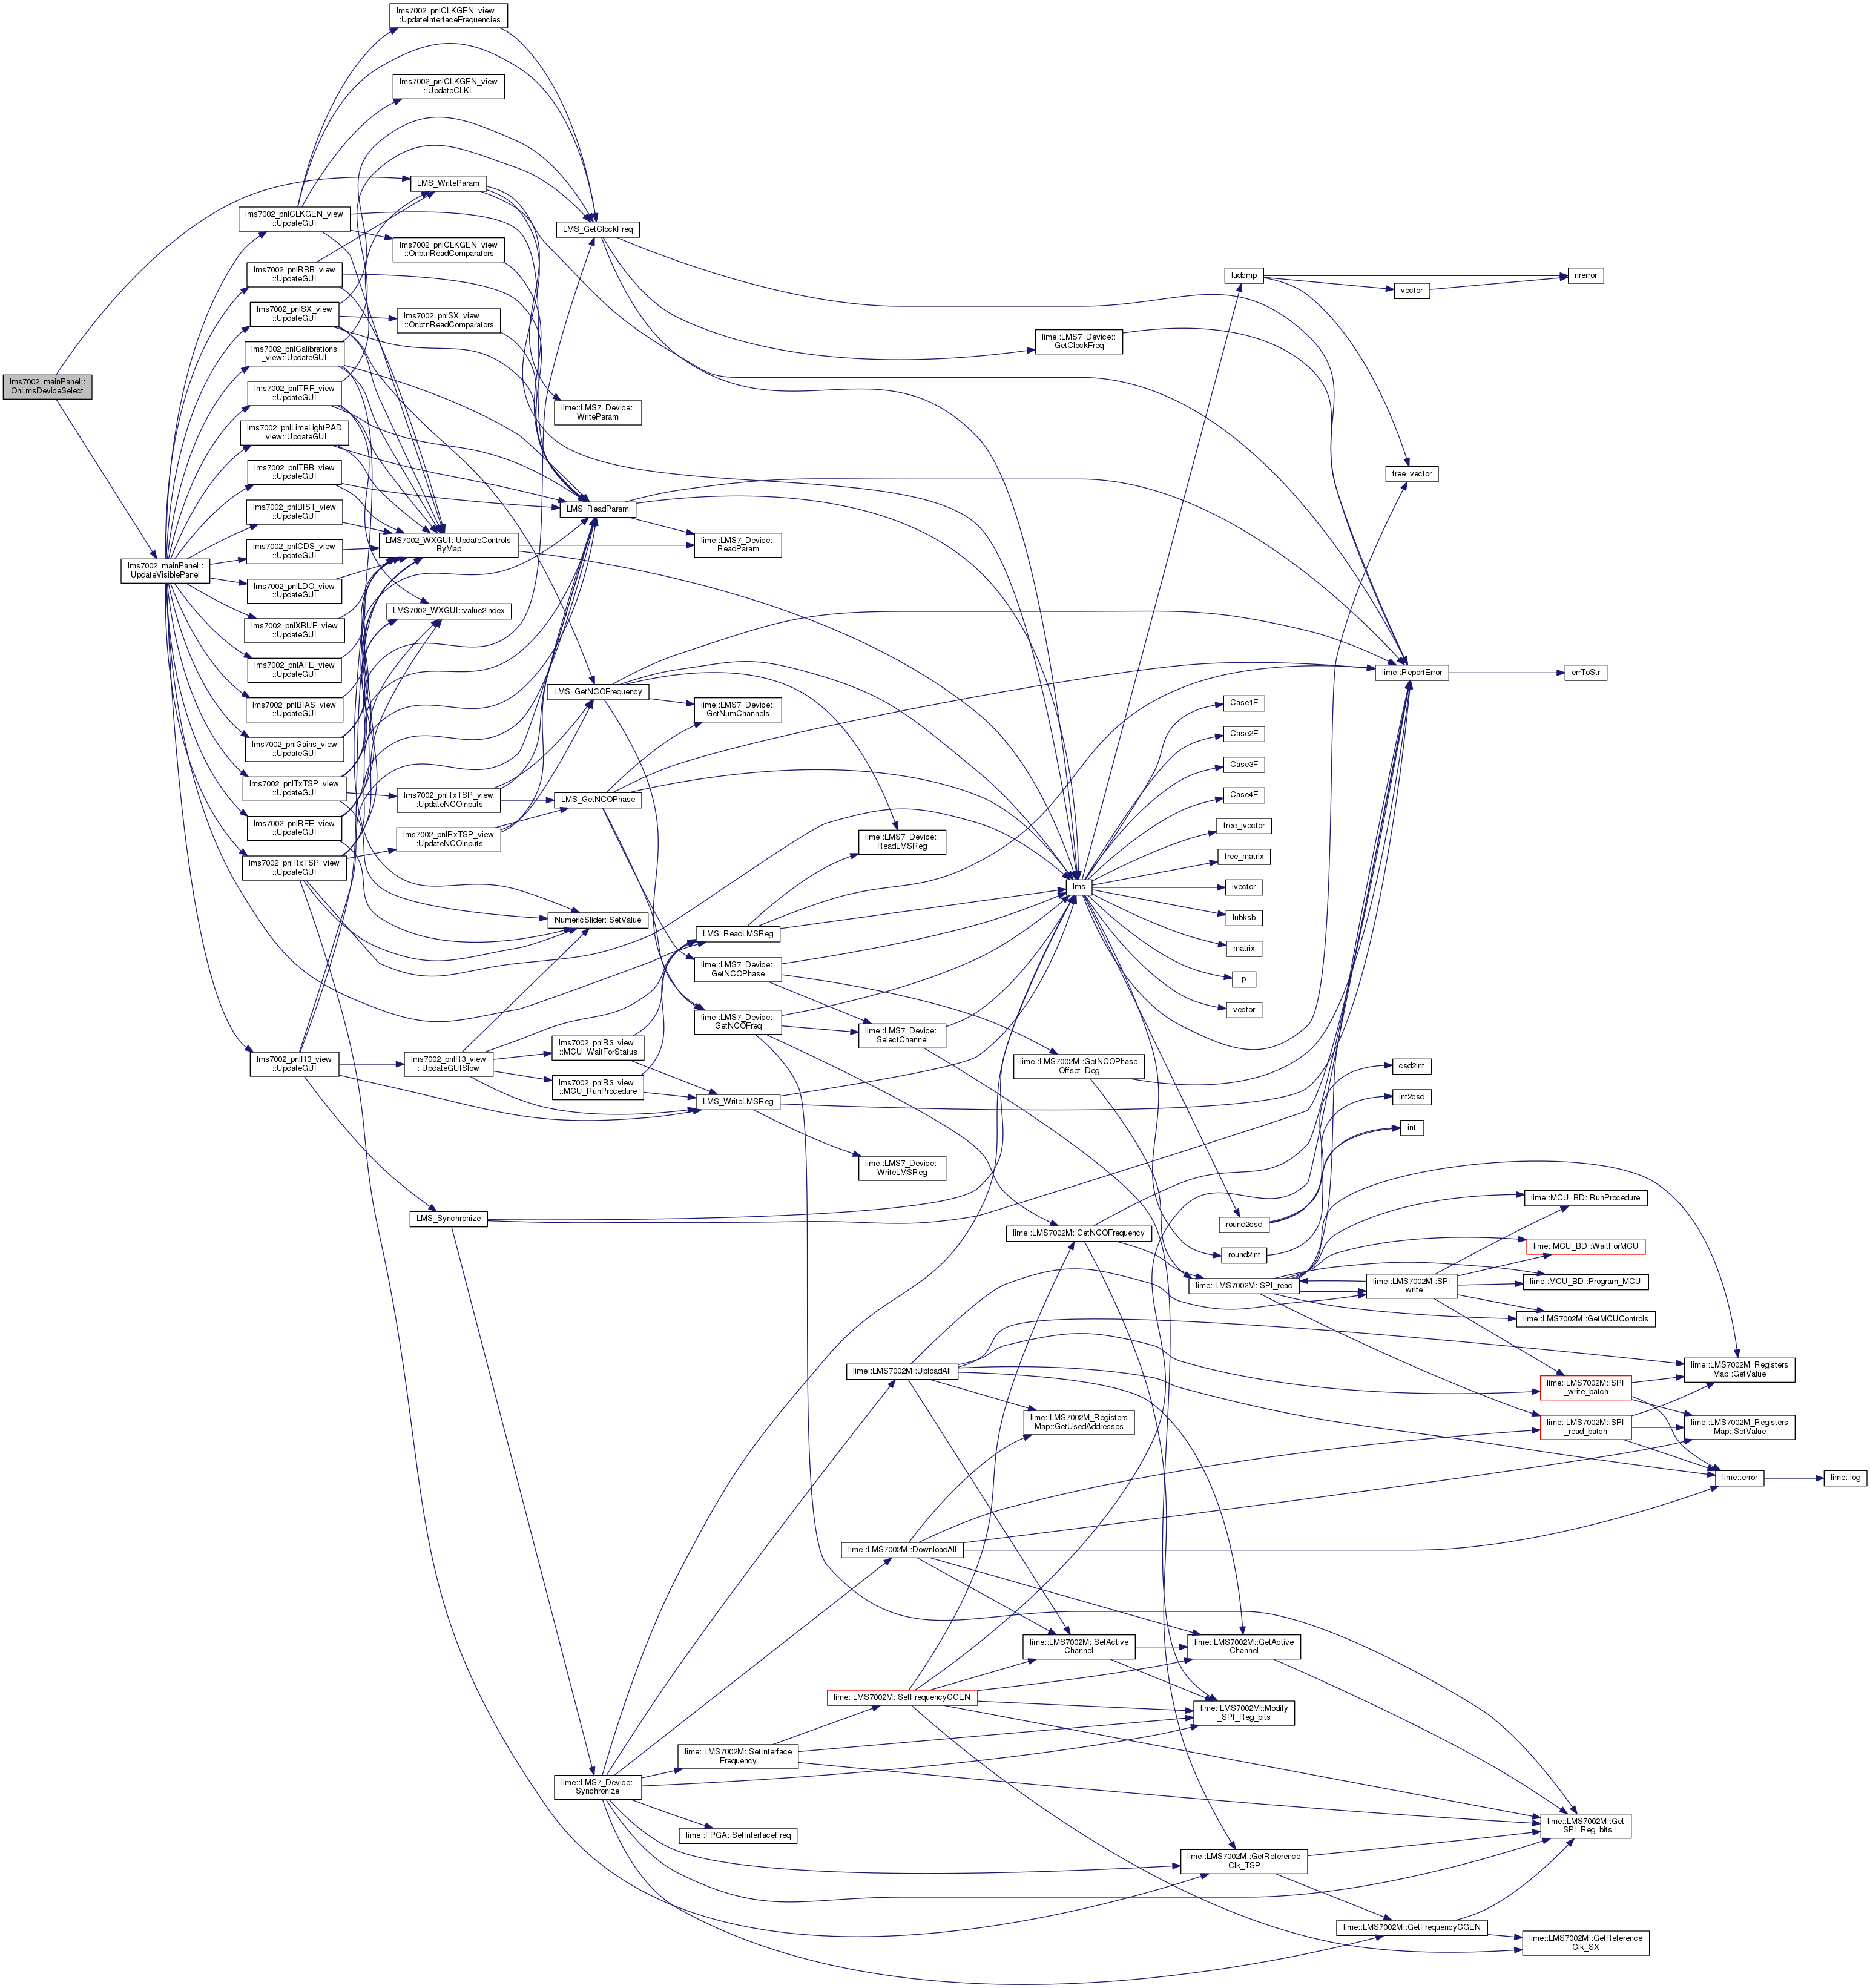 lms7002_mainPanel::
OnLmsDeviceSelect
lms7002_mainPanel::
UpdateVisiblePanel
lms7002_pnlCLKGEN_view
::UpdateGUI
lms7002_pnlRBB_view
::UpdateGUI
lms7002_pnlSX_view
::UpdateGUI
lms7002_pnlCalibrations
_view::UpdateGUI
lms7002_pnlTRF_view
::UpdateGUI
lms7002_pnlLimeLightPAD
_view::UpdateGUI
lms7002_pnlTBB_view
::UpdateGUI
lms7002_pnlBIST_view
::UpdateGUI
lms7002_pnlCDS_view
::UpdateGUI
lms7002_pnlLDO_view
::UpdateGUI
lms7002_pnlXBUF_view
::UpdateGUI
lms7002_pnlAFE_view
::UpdateGUI
lms7002_pnlBIAS_view
::UpdateGUI
lms7002_pnlGains_view
::UpdateGUI
lms7002_pnlTxTSP_view
::UpdateGUI
lms7002_pnlRFE_view
::UpdateGUI
lms7002_pnlRxTSP_view
::UpdateGUI
lms7002_pnlR3_view
::UpdateGUI
lms7002_pnlCLKGEN_view
::UpdateInterfaceFrequencies
lms7002_pnlCLKGEN_view
::UpdateCLKL
LMS_WriteParam
lms7002_pnlCLKGEN_view
::OnbtnReadComparators
lms7002_pnlSX_view
::OnbtnReadComparators
LMS7002_WXGUI::UpdateControls
ByMap
LMS7002_WXGUI::value2index
lms7002_pnlTxTSP_view
::UpdateNCOinputs
lms7002_pnlRxTSP_view
::UpdateNCOinputs
lms7002_pnlR3_view
::UpdateGUISlow
LMS_Synchronize
LMS_GetClockFreq
lime::LMS7_Device::
WriteParam
LMS_ReadParam
LMS_GetNCOFrequency
LMS_GetNCOPhase
NumericSlider::SetValue
lms7002_pnlR3_view
::MCU_WaitForStatus
lms7002_pnlR3_view
::MCU_RunProcedure
lime::LMS7_Device::
Synchronize
lime::LMS7_Device::
ReadParam
lime::LMS7_Device::
GetNumChannels
LMS_ReadLMSReg
lime::LMS7_Device::
GetNCOPhase
lime::LMS7_Device::
GetNCOFreq
LMS_WriteLMSReg
lime::LMS7002M::SetInterface
Frequency
lime::FPGA::SetInterfaceFreq
lime::LMS7_Device::
ReadLMSReg
lime::LMS7_Device::
SelectChannel
lime::LMS7_Device::
WriteLMSReg
lime::LMS7002M::UploadAll
lime::LMS7002M::DownloadAll
lime::LMS7002M::SetFrequencyCGEN
lime::LMS7_Device::
GetClockFreq
lms
lime::LMS7002M::GetNCOPhase
Offset_Deg
lime::LMS7002M::GetNCOFrequency
lime::LMS7002M_Registers
Map::GetUsedAddresses
lime::LMS7002M::SetActive
Channel
ludcmp
Case1F
Case2F
Case3F
Case4F
free_ivector
free_matrix
ivector
lubksb
matrix
p
vector
round2csd
round2int
lime::LMS7002M::SPI_read
lime::LMS7002M::GetActive
Channel
lime::LMS7002M::Modify
_SPI_Reg_bits
lime::LMS7002M::GetReference
Clk_TSP
vector
free_vector
lime::ReportError
csd2int
int2csd
int
lime::LMS7002M::SPI
_write
lime::LMS7002M::GetFrequencyCGEN
nrerror
errToStr
lime::MCU_BD::RunProcedure
lime::MCU_BD::WaitForMCU
lime::MCU_BD::Program_MCU
lime::LMS7002M::GetMCUControls
lime::LMS7002M::SPI
_write_batch
lime::LMS7002M::SPI
_read_batch
lime::LMS7002M::Get
_SPI_Reg_bits
lime::LMS7002M::GetReference
Clk_SX
lime::LMS7002M_Registers
Map::GetValue
lime::LMS7002M_Registers
Map::SetValue
lime::error
lime::log